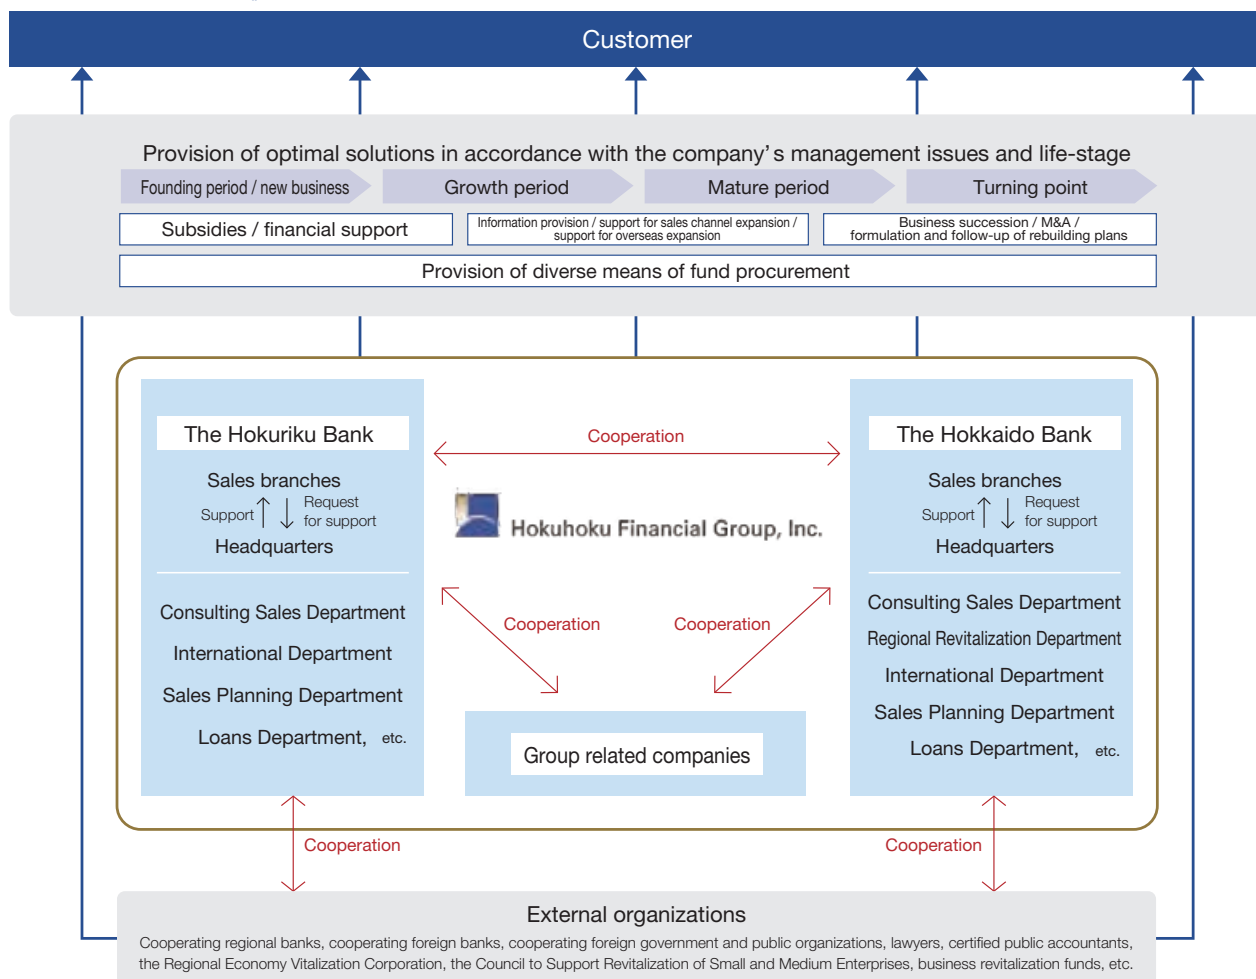 Customer
Provision of optimal solutions in accordance with the company's management issues and life-stage
Founding period / new business
Growth period
Mature period
Turning point
Subsidies / financial support
Information provision / support for sales channel expansion /
support for overseas expansion
Business succession / M&A /
formulation and follow-up of rebuilding plans
Provision of diverse means of fund procurement
The Hokuriku Bank
Sales branches
Support
Request
for support
Headquarters
Consulting Sales Department
International Department
Sales Planning Department
Loans Department, etc.
Cooperation
Hokuhoku Financial Group, Inc.
Cooperation
Cooperation
Group related companies
The Hokkaido Bank
Sales branches
Support
Request
for support
Headquarters
Consulting Sales Department
Regional Revitalization Department
International Department
Sales Planning Department
Loans Department, etc.
Cooperation
Cooperation
External organizations
Cooperating regional banks, cooperating foreign banks, cooperating foreign government and public organizations, lawyers, certified public accountants,
the Regional Economy Vitalization Corporation, the Council to Support Revitalization of Small and Medium Enterprises, business revitalization funds, etc.